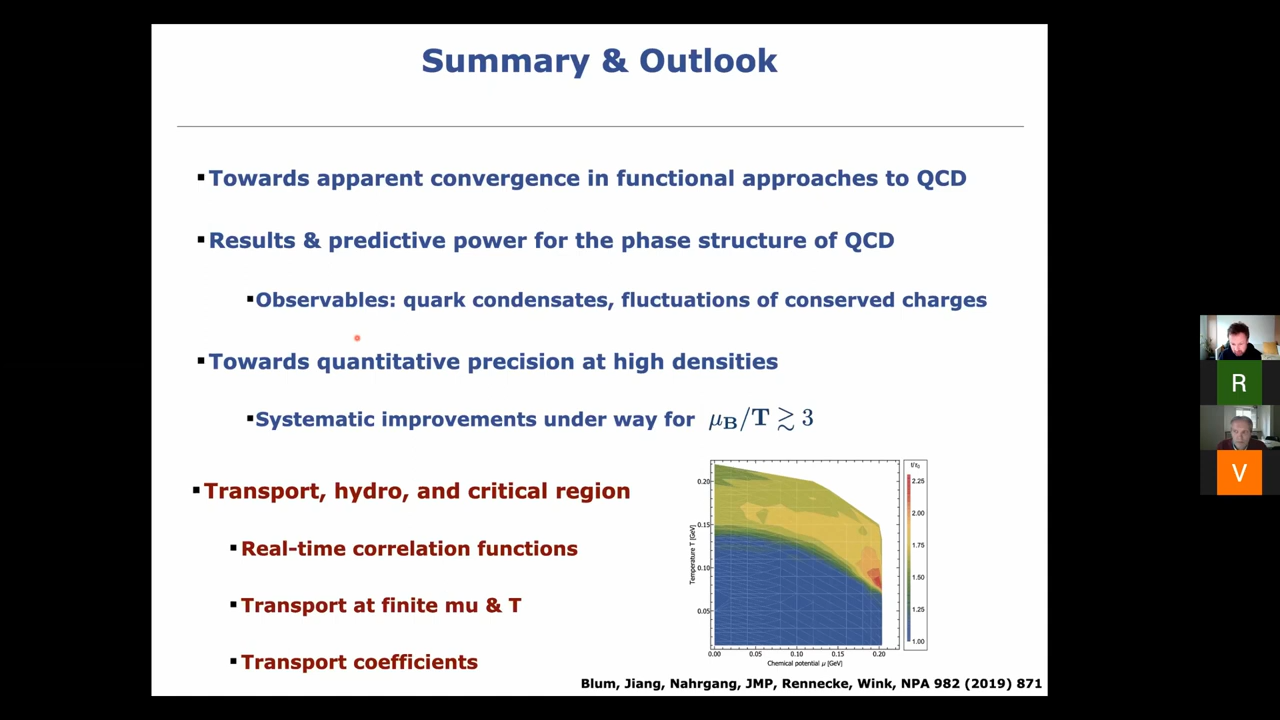 Summary & Outlook
▪Towards apparent convergence in functional approaches to QCD
▪Results & predictive power for the phase structure of QCD
▪Observables: quark condensates, fluctuations of conserved charges
▪Towards quantitative precision at high densities
▪Systematic improvements under way for μB/T ≳ 3
▪Transport, hydro, and critical region
▪Real-time correlation functions
▪Transport at finite mu & T
▪Transport coefficients
Temperature T [GeV]
0.20
0.15
0.10
0.05
0.00 0.05 0.10 0.15 0.20
Chemical potential μ [GeV]
2.25
2.00
1.75
1.50
1.25
1.00
Blum, Jiang, Nahrgang, JMP, Rennecke, Wink, NPA 982 (2019) 871
R
V